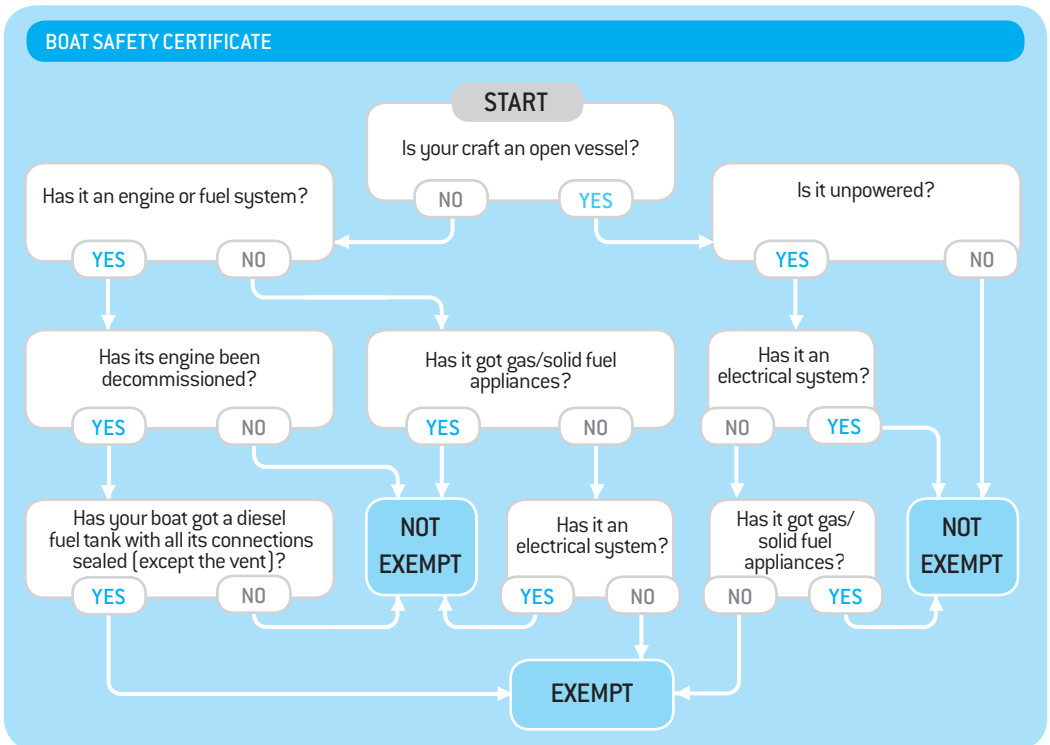 BOAT SAFETY CERTIFICATE
START
Is your craft an open vessel?
NO
YES
Has it an engine or fuel system?
YES
NO
Is it unpowered?
YES
NO
Has its engine been
decommissioned?
YES
NO
Has it got gas/solid fuel
appliances?
YES
NO
Has it an
electrical system?
NO
YES
Has your boat got a diesel
fuel tank with all its connections
sealed (except the vent)?
YES
NO
NOT
EXEMPT
Has it an
electrical system?
YES
NO
Has it got gas/
solid fuel
appliances?
NO
YES
NOT
EXEMPT
EXEMPT